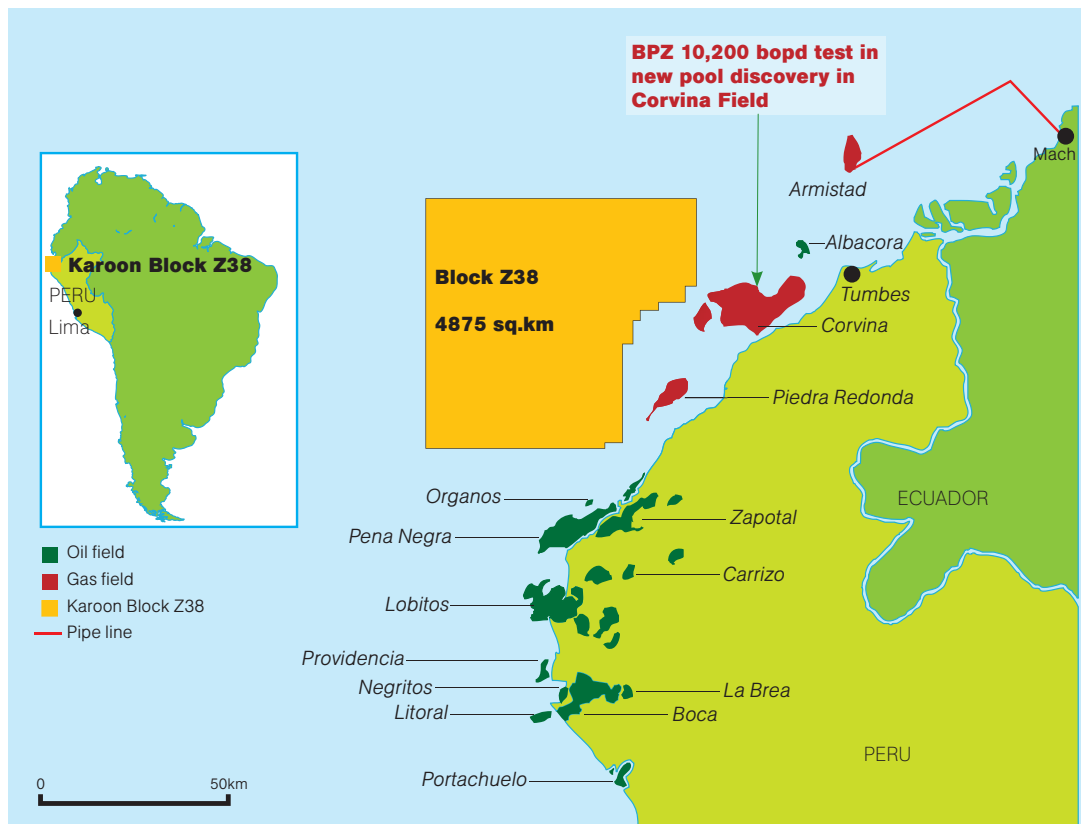 BPZ 10,200 bopd test in
new pool discovery in
Corvina Field
Mach
Armistad
Albacora
Tumbes
Corvina
Karoon Block Z38
PERU
Lima
Block Z38
4875 sq.km
Piedra Redonda
Organos
Zapotal
Pena Negra
ECUADOR
Oil field
Gas field
Karoon Block Z38
Pipe line
Carrizo
Lobitos
Providencia
Negritos
La Brea
Litoral
Boca
PERU
Portachuelo
0
50km